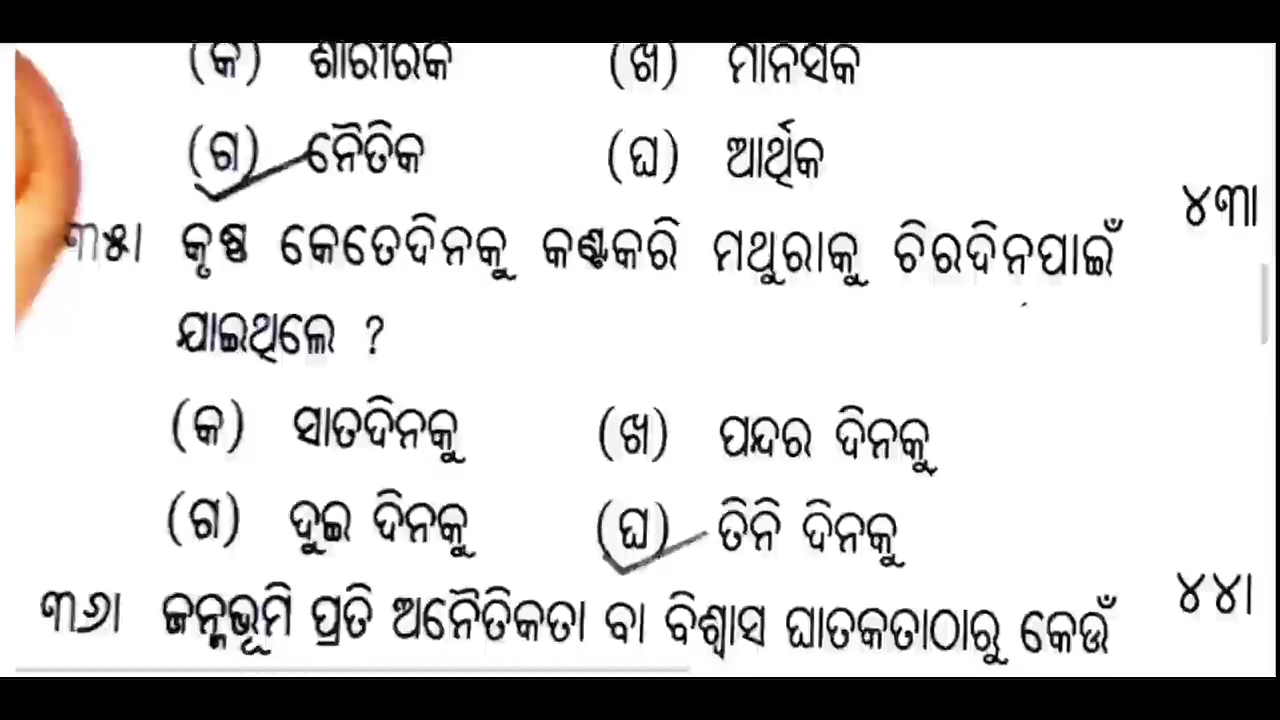 (କ) ଶାରୀରିକ (ଖ) ମାନସିକ
(ଗ) ନୈତିକ (ଘ) ଆର୍ଥିକ
୪୩।
୩୫। କୃଷ୍ଣ କେତେଦିନକୁ କଣ୍ଟକରି ମଥୁରାକୁ ଚିରଦିନପାଇଁ
ଯାଇଥିଲେ ?
(କ) ସାତଦିନକୁ (ଖ) ପନ୍ଦର ଦିନକୁ
(ଗ) ଦୁଇ ଦିନକୁ (ଘ) ତିନି ଦିନକୁ
୪୪।
୩୬। ଜନ୍ମଭୂମି ପ୍ରତି ଅନୈତିକତା ବା ବିଶ୍ୱାସ ଘାତକତାଠାରୁ କେଉଁ